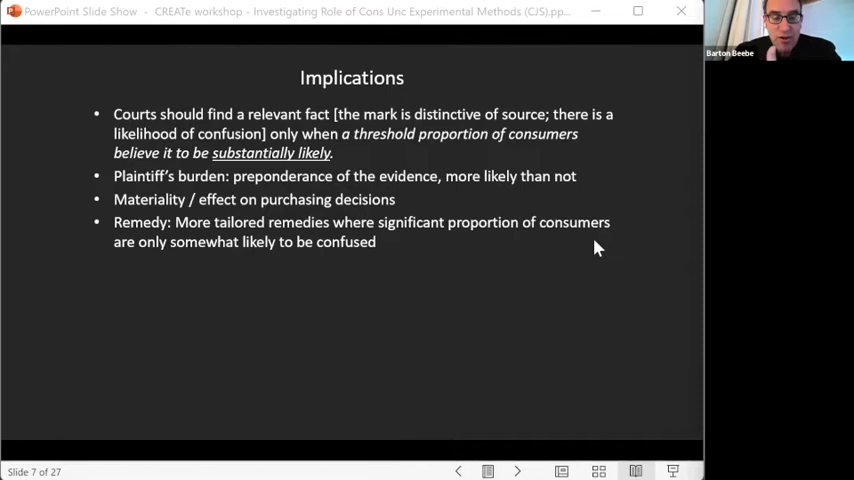 PowerPoint Slide Show - CREATe workshop - Investigating Role of Cons Unc Experimental Methods (CJS).pp...
Barton Beebe
Implications
• Courts should find a relevant fact [the mark is distinctive of source; there is a
likelihood of confusion] only when a threshold proportion of consumers
believe it to be substantially likely.
• Plaintiff's burden: preponderance of the evidence, more likely than not
• Materiality / effect on purchasing decisions
• Remedy: More tailored remedies where significant proportion of consumers
are only somewhat likely to be confused
Slide 7 of 27